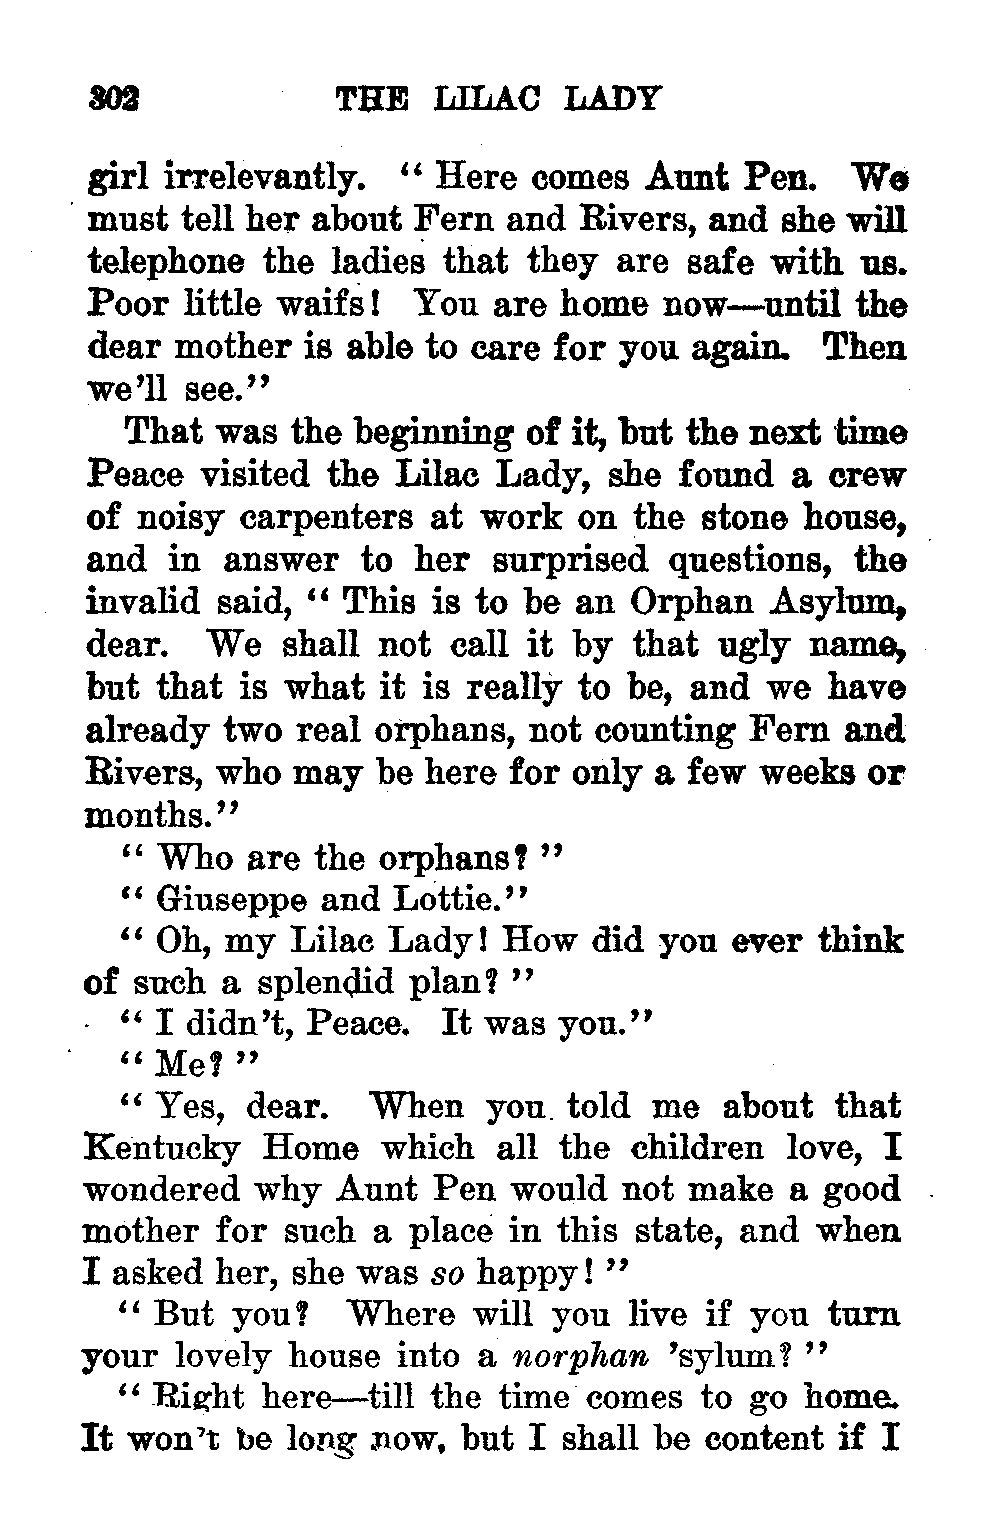 302 THE LILAC LADY
girl irrelevantly. “ Here comes Aunt Pen. We
must tell her about Fern and Rivers, and she will
telephone the ladies that they are safe with us.
Poor little waifs! You are home now—until the
dear mother is able to care for you again. Then
we’ll see.”
That was the beginning of it, but the next time
Peace visited the Lilac Lady, she found a crew
of noisy carpenters at work on the stone house,
and in answer to her surprised questions, the
invalid said, “ This is to be an Orphan Asylum,
dear. We shall not call it by that ugly name,
but that is what it is really to be, and we have
already two real orphans, not counting Fern and
Rivers, who may be here for only a few weeks or
months.”
“ Who are the orphans? ”
“ Giuseppe and Lottie.”
“ Oh, my Lilac Lady! How did you ever think
of such a splendid plan? ”
“ I didn’t, Peace. It was you.”
“ Me? ”
“ Yes, dear. When you told me about that
Kentucky Home which all the children love, I
wondered why Aunt Pen would not make a good
mother for such a place in this state, and when
I asked her, she was so happy! ”
“ But you? Where will you live if you turn
your lovely house into a norphan ’sylum? ”
“ Right here—till the time comes to go home.
It won’t be long now, but I shall be content if I